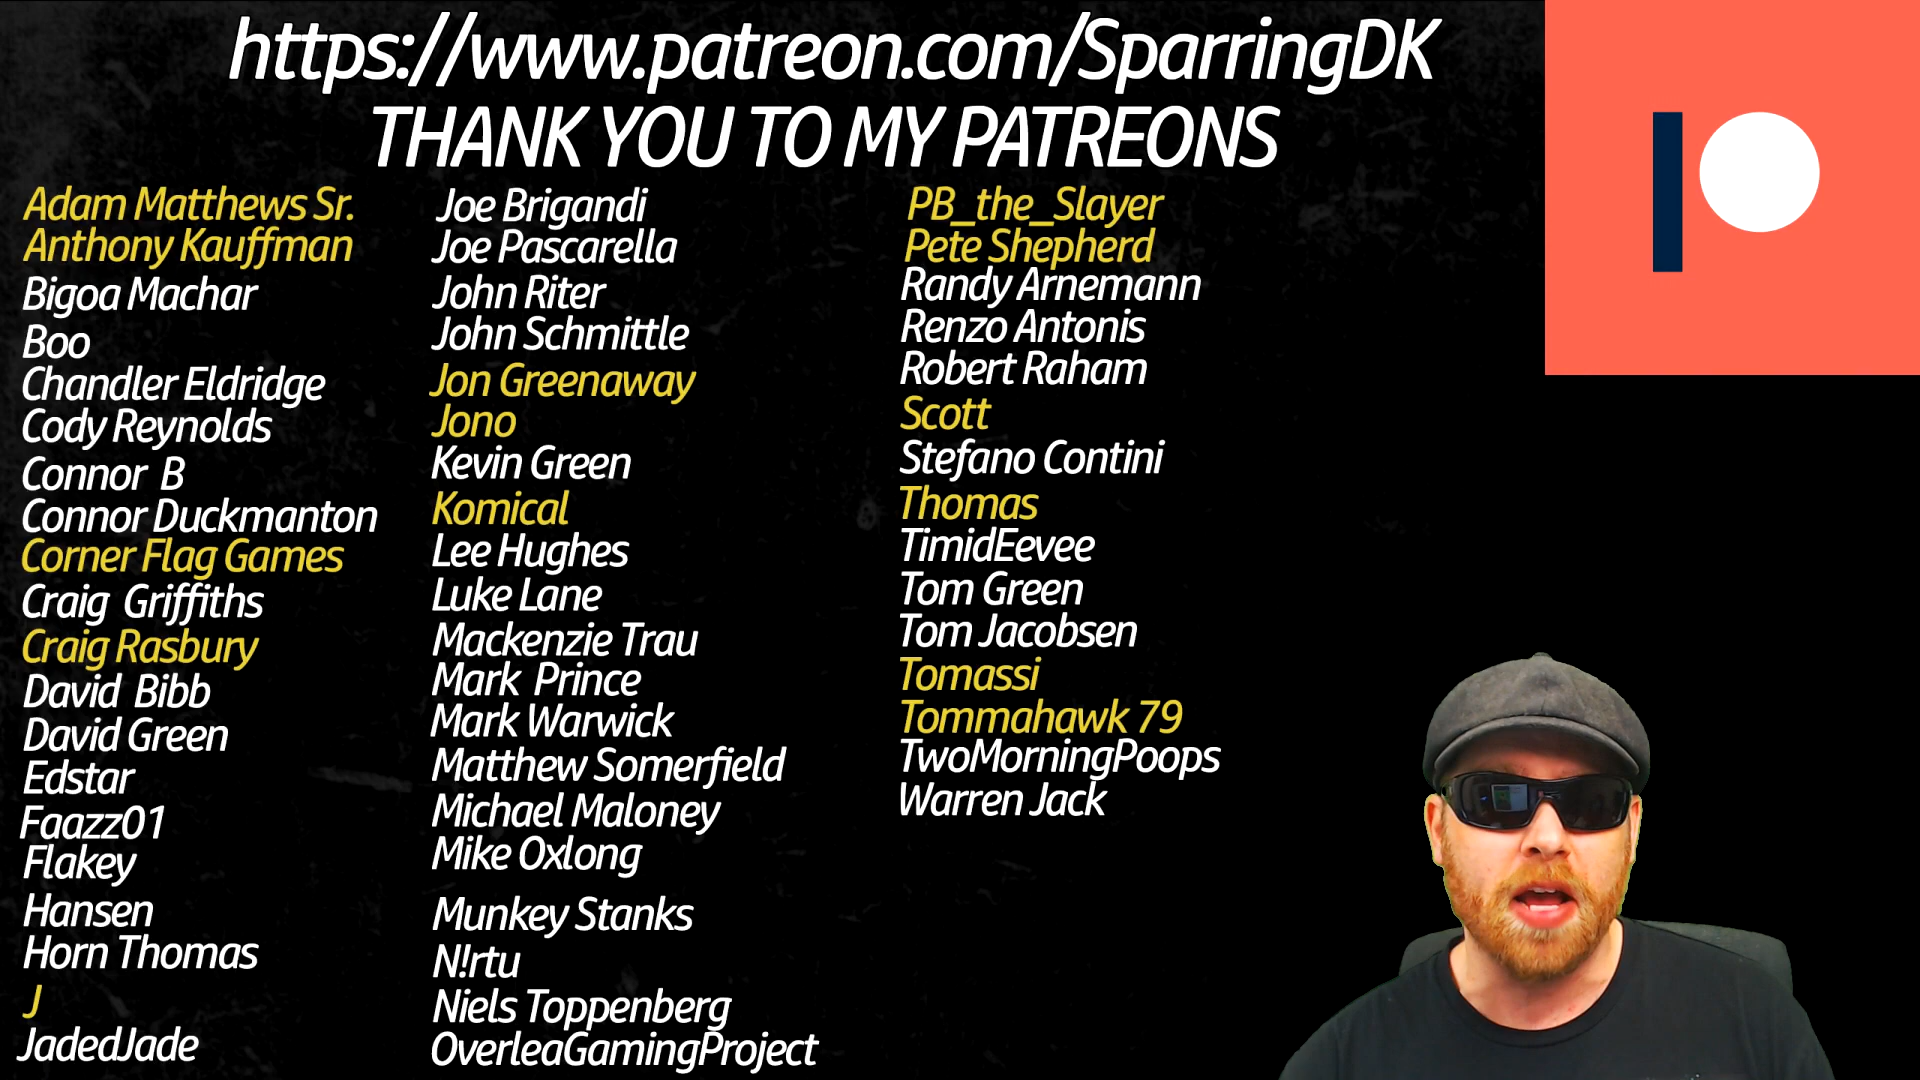 https://www.patreon.com/SparringDK
THANK YOU TO MY PATREONS
Adam Matthews Sr.
Anthony Kauffman
Bigoa Machar
Boo
Chandler Eldridge
Cody Reynolds
Connor B
Connor Duckmanton
Corner Flag Games
Craig Griffiths
Craig Rasbury
David Bibb
David Green
Edstar
Faazz01
Flakey
Hansen
Horn Thomas
J
JadedJade
Joe Brigandi
Joe Pascarella
John Riter
John Schmittle
Jon Greenaway
Jono
Kevin Green
Komical
Lee Hughes
Luke Lane
Mackenzie Trau
Mark Prince
Mark Warwick
Matthew Somerfield
Michael Maloney
Mike Oxlong
Munkey Stanks
N!rtu
Niels Toppenberg
OverleaGamingProject
PB_the_Slayer
Pete Shepherd
Randy Arnemann
Renzo Antonis
Robert Raham
Scott
Stefano Contini
Thomas
TimidEevee
Tom Green
Tom Jacobsen
Tomassi
Tommahawk 79
TwoMorningPoops
Warren Jack